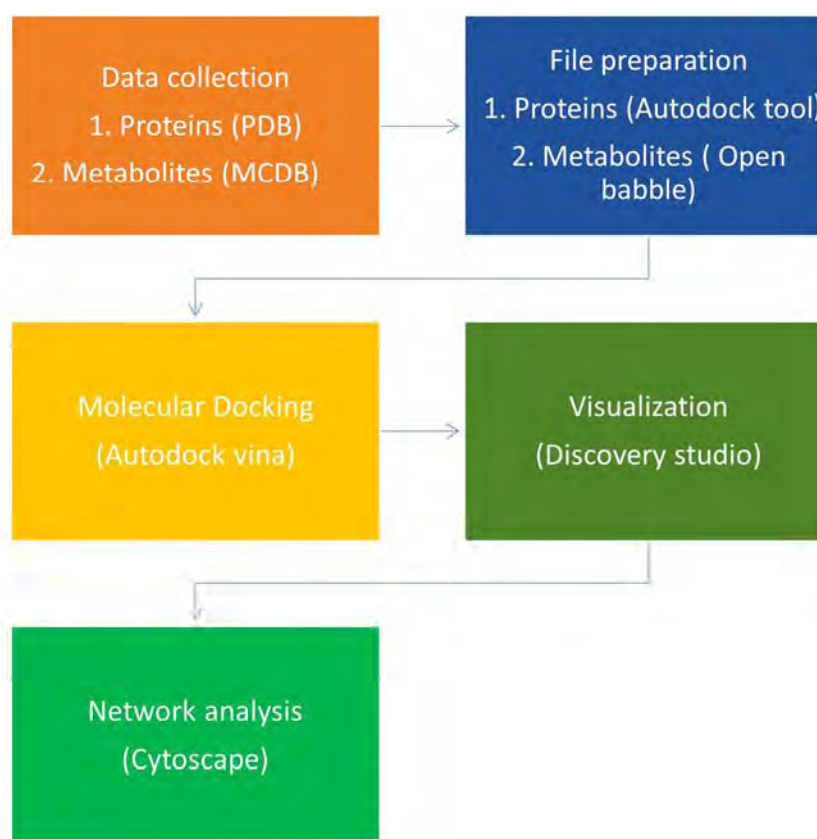 Data collection
1. Proteins (PDB)
2. Metabolites (MCDB)
File preparation
1. Proteins (Autodock tool)
2. Metabolites ( Open
babble)
Molecular Docking
(Autodock vina)
Visualization
(Discovery studio)
Network analysis
(Cytoscape)